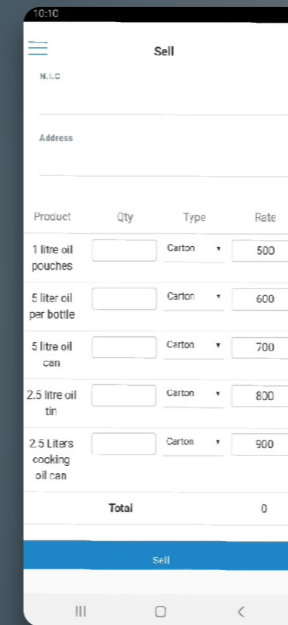 10:10
Sell
N.I.C
Address
Product Qty Type Rate
1 litre oil
pouches
Carton 500
5 liter oil
per bottle
Carton 600
5 litre oil
can
Carton 700
2.5 litre oil
tin
Carton 800
2.5 Liters
cooking
oil can
Carton 900
Total 0
Sell